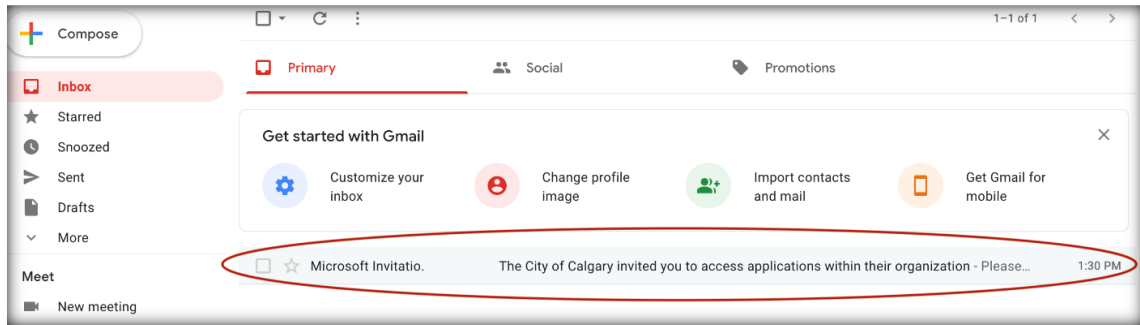 Compose
Inbox
Starred
Snoozed
Sent
Drafts
More
Meet
New meeting
1–1 of 1
Primary
Social
Promotions
Get started with Gmail
Customize your
inbox
Change profile
image
Import contacts
and mail
Get Gmail for
mobile
Microsoft Invitatio. The City of Calgary invited you to access applications within their organization - Please... 1:30 PM